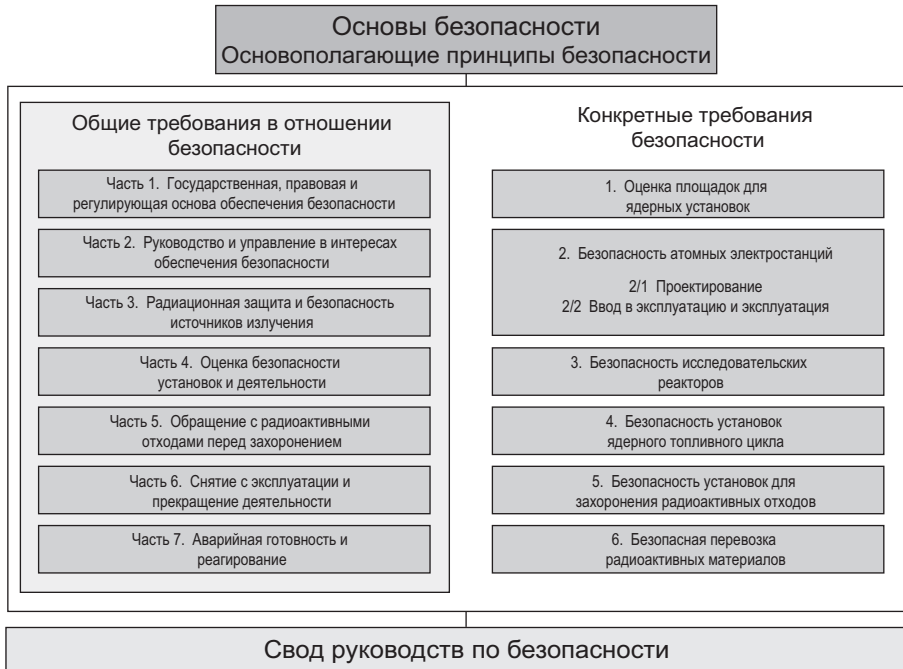 Основы безопасности
Основополагающие принципы безопасности
Общие требования в отношении
безопасности
Часть 1. Государственная, правовая и
регулирующая основа обеспечения безопасности
Часть 2. Руководство и управление в интересах
обеспечения безопасности
Часть 3. Радиационная защита и безопасность
источников излучения
Часть 4. Оценка безопасности
установок и деятельности
Часть 5. Обращение с радиоактивными
отходами перед захоронением
Часть 6. Снятие с эксплуатации и
прекращение деятельности
Часть 7. Аварийная готовность и
реагирование
Конкретные требования
безопасности
1. Оценка площадок для
ядерных установок
2. Безопасность атомных электростанций
2/1 Проектирование
2/2 Ввод в эксплуатацию и эксплуатация
3. Безопасность исследовательских
реакторов
4. Безопасность установок
ядерного топливного цикла
5. Безопасность установок для
захоронения радиоактивных отходов
6. Безопасная перевозка
радиоактивных материалов
Свод руководств по безопасности